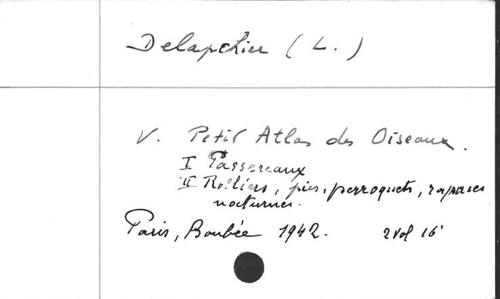 Delapchier (L.)
V. Petit Atlas des Oiseaux.
I Passereaux
II Rolliers, pics, perroquets, rapaces
nocturnes.
Paris, Boubée 1942. 2 vol 16°